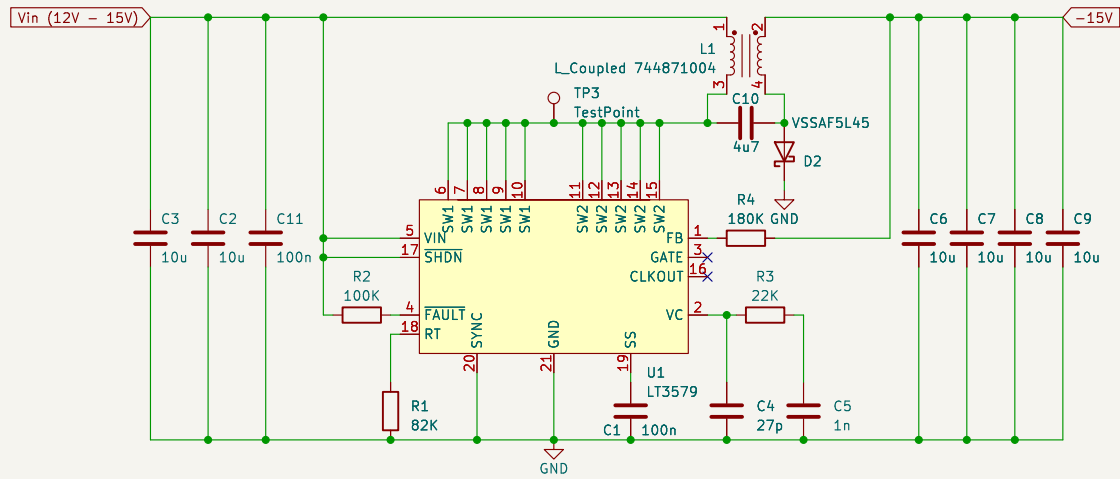 Vin (12V - 15V)
-15V
1
2
L1
L_Coupled 744871004
3
4
TP3
TestPoint
C10
4u7
VSSAF5L45
D2
GND
6
7
8
9
10
11
12
13
14
15
SW1
SW1
SW1
SW1
SW1
SW2
SW2
SW2
SW2
SW2
C3
10u
C2
10u
C11
100n
5
VIN
17
SHDN
R2
100K
4
FAULT
18
RT
R1
82K
SYNC
20
GND
21
SS
19
FB
1
GATE
3
CLKOUT
16
VC
2
R4
180K
R3
22K
U1
LT3579
C1
100n
C4
27p
C5
1n
C6
10u
C7
10u
C8
10u
C9
10u
GND